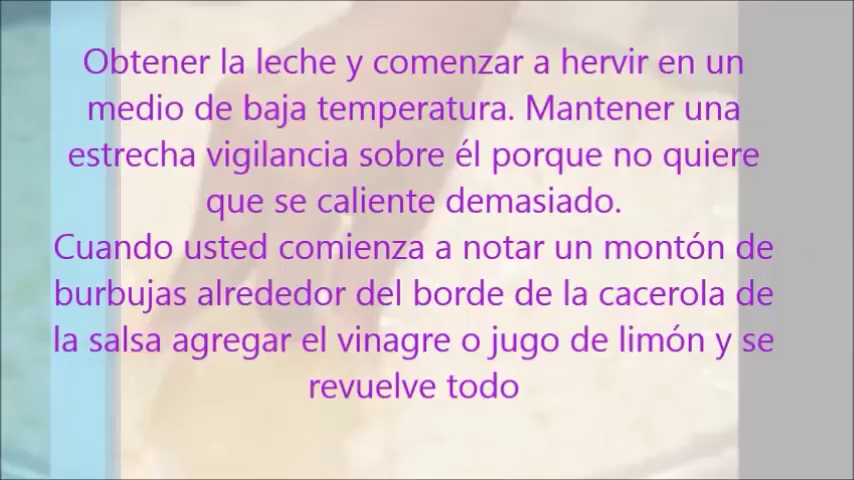 Obtener la leche y comenzar a hervir en un
medio de baja temperatura. Mantener una
estrecha vigilancia sobre él porque no quiere
que se caliente demasiado.
Cuando usted comienza a notar un montón de
burbujas alrededor del borde de la cacerola de
la salsa agregar el vinagre o jugo de limón y se
revuelve todo